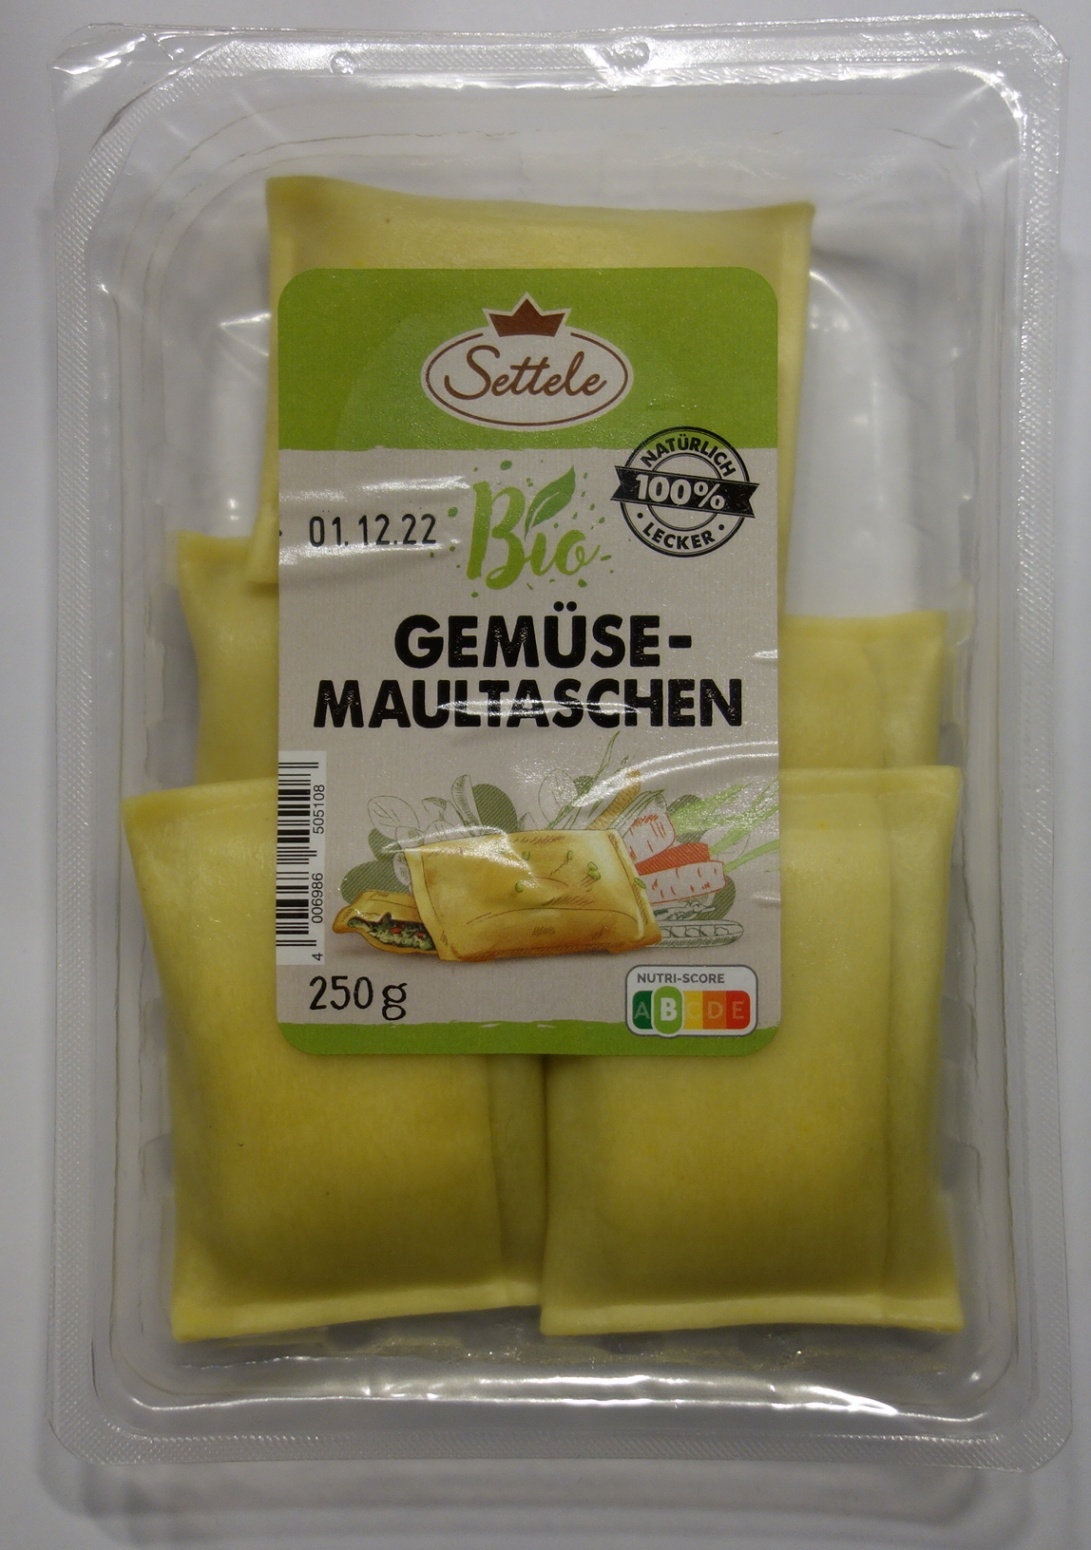 Settele
NATÜRLICH
100%
LECKER
01.12.22
Bio
GEMÜSE-
MAULTASCHEN
4 006986 505108
250g
NUTRI-SCORE
A B C D E